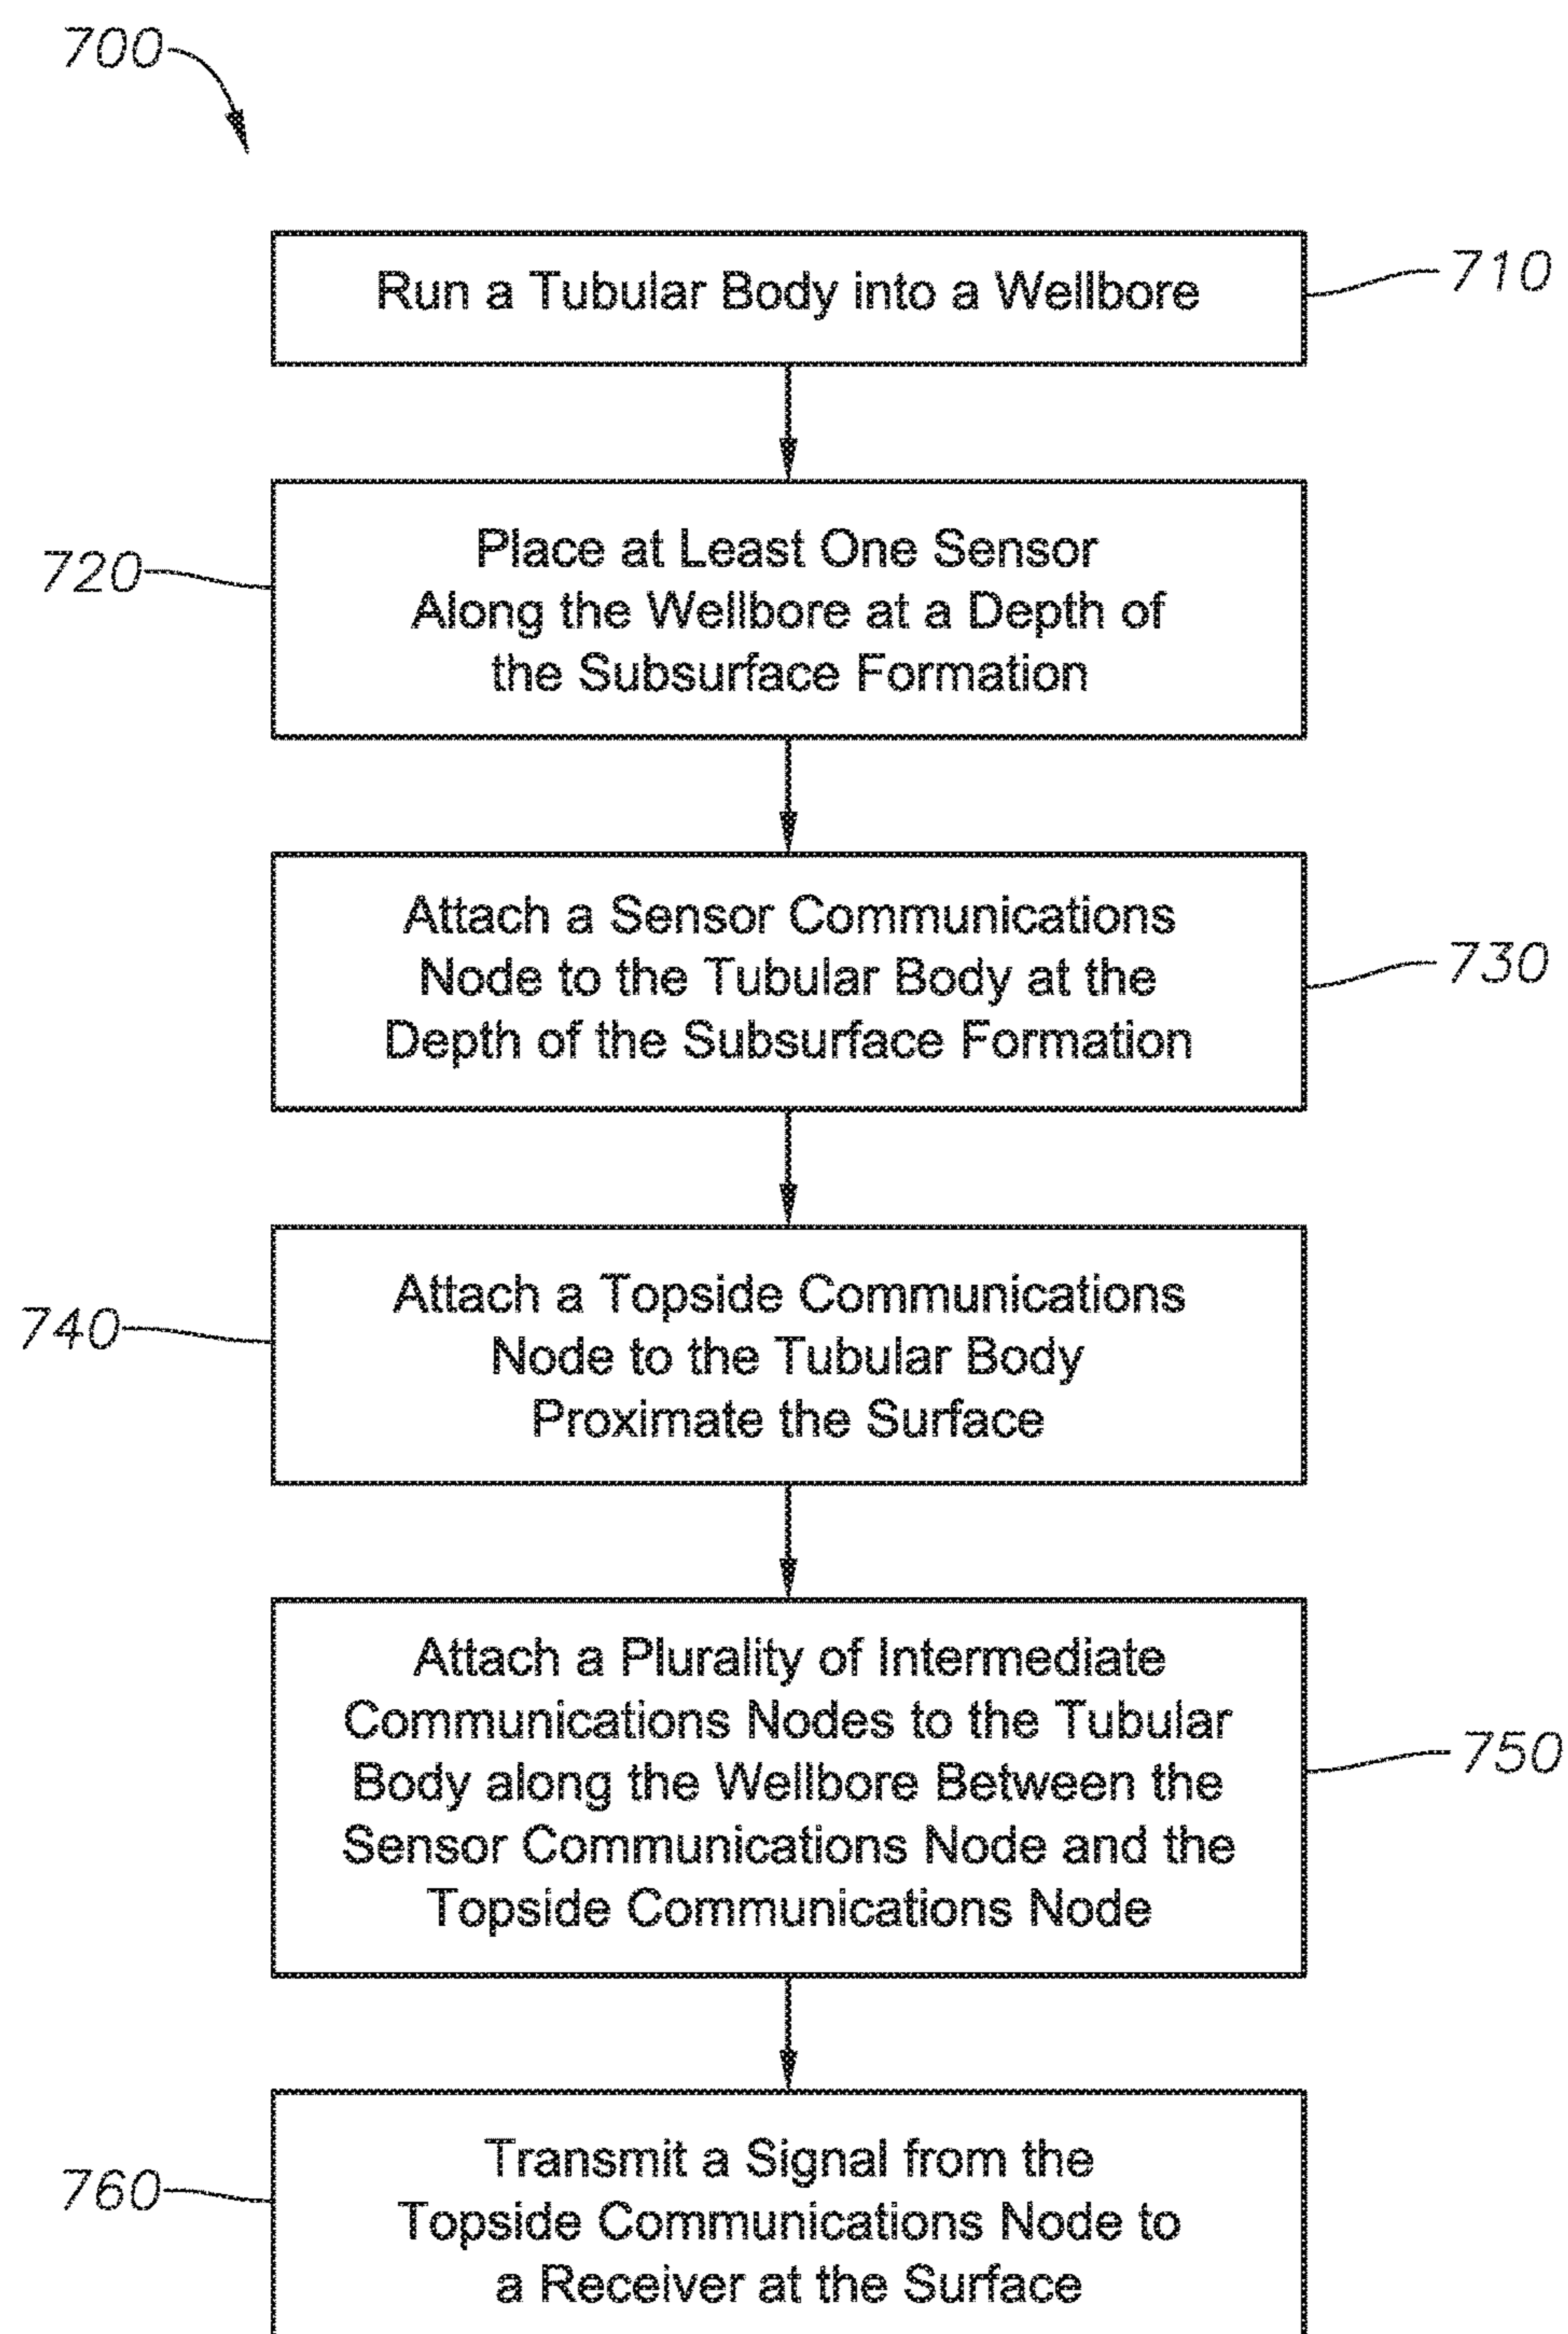 700
Run a Tubular Body into a Wellbore
710
720
Place at Least One Sensor
Along the Wellbore at a Depth of
the Subsurface Formation
Attach a Sensor Communications
Node to the Tubular Body at the
Depth of the Subsurface Formation
730
740
Attach a Topside Communications
Node to the Tubular Body
Proximate the Surface
Attach a Plurality of Intermediate
Communications Nodes to the Tubular
Body along the Wellbore Between the
Sensor Communications Node and the
Topside Communications Node
750
760
Transmit a Signal from the
Topside Communications Node to
a Receiver at the Surface